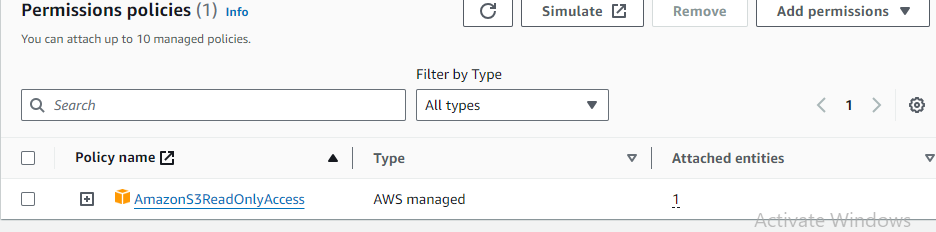 Permissions policies (1) Info
Simulate
Remove
Add permissions
You can attach up to 10 managed policies.
Filter by Type
Search
All types
1
Policy name
Type
Attached entities
AmazonS3ReadOnlyAccess
AWS managed
1
Activate Windows